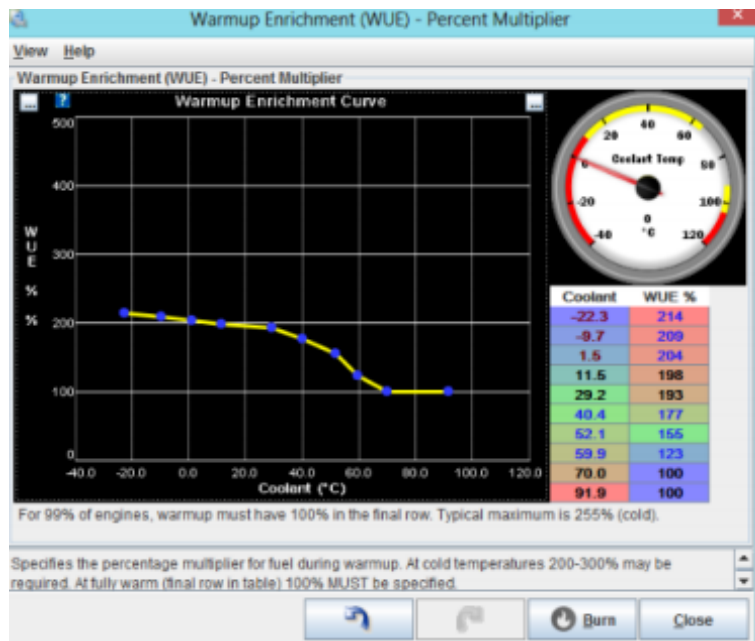 Warmup Enrichment (WUE) - Percent Multiplier
View Help
Warmup Enrichment (WUE) - Percent Multiplier
... ? Warmup Enrichment Curve ...
500
400
300
200
100
0
WUE % %
-40.0 -20.0 0.0 20.0 40.0 60.0 80.0 100.0 120.0
Coolant (°C)
-40 -20 0 20 40 60 80 100 120
Coolant Temp
0
°C
Coolant WUE %
-22.3 214
-9.7 209
1.5 204
11.5 198
29.2 193
40.4 177
52.1 155
59.9 123
70.0 100
91.9 100
For 99% of engines, warmup must have 100% in the final row. Typical maximum is 255% (cold).
Specifies the percentage multiplier for fuel during warmup. At cold temperatures 200-300% may be
required. At fully warm (final row in table) 100% MUST be specified.
Burn Close